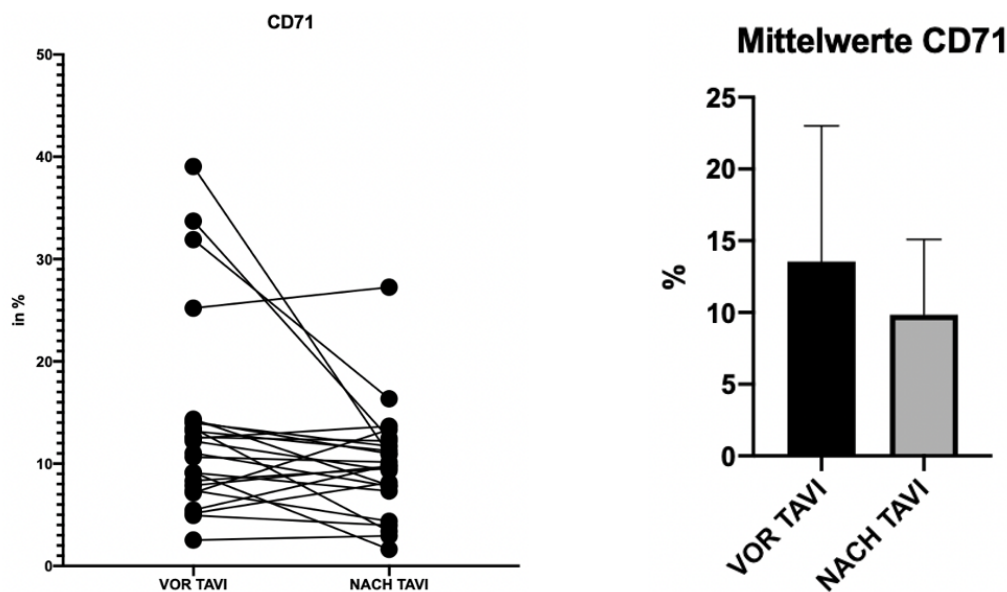 CD71
50
40
30
20
10
0
in %
VOR TAVI
NACH TAVI
Mittelwerte CD71
25
20
15
10
5
0
%
VOR TAVI
NACH TAVI